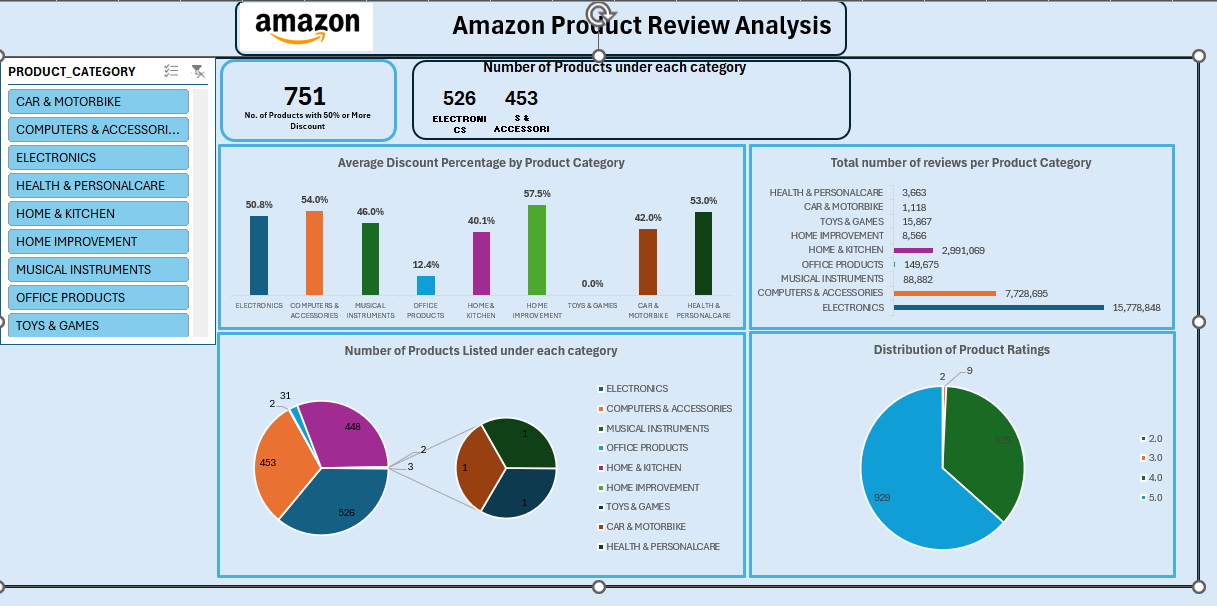 amazon
Amazon Product Review Analysis
PRODUCT_CATEGORY
CAR & MOTORBIKE
COMPUTERS & ACCESSORI...
ELECTRONICS
HEALTH & PERSONALCARE
HOME & KITCHEN
HOME IMPROVEMENT
MUSICAL INSTRUMENTS
OFFICE PRODUCTS
TOYS & GAMES
751
No. of Products with 50% or More
Discount
Number of Products under each category
526 453
ELECTRONI
CS
S &
ACCESSORI
Average Discount Percentage by Product Category
50.8%
54.0%
46.0%
12.4%
40.1%
57.5%
0.0%
42.0%
53.0%
ELECTRONICS
COMPUTERS &
ACCESSORIES
MUSICAL
INSTRUMENTS
OFFICE
PRODUCTS
HOME &
KITCHEN
HOME
IMPROVEMENT
TOYS & GAMES
CAR &
MOTORBIKE
HEALTH &
PERSONALCARE
Total number of reviews per Product Category
HEALTH & PERSONALCARE 3,663
CAR & MOTORBIKE 1,118
TOYS & GAMES 15,867
HOME IMPROVEMENT 8,566
HOME & KITCHEN 2,991,069
OFFICE PRODUCTS 149,675
MUSICAL INSTRUMENTS 88,882
COMPUTERS & ACCESSORIES 7,728,695
ELECTRONICS 15,778,848
Number of Products Listed under each category
31
2
448
453
526
2
3
1
1
1
ELECTRONICS
COMPUTERS & ACCESSORIES
MUSICAL INSTRUMENTS
OFFICE PRODUCTS
HOME & KITCHEN
HOME IMPROVEMENT
TOYS & GAMES
CAR & MOTORBIKE
HEALTH & PERSONALCARE
Distribution of Product Ratings
2
9
929
2.0
3.0
4.0
5.0